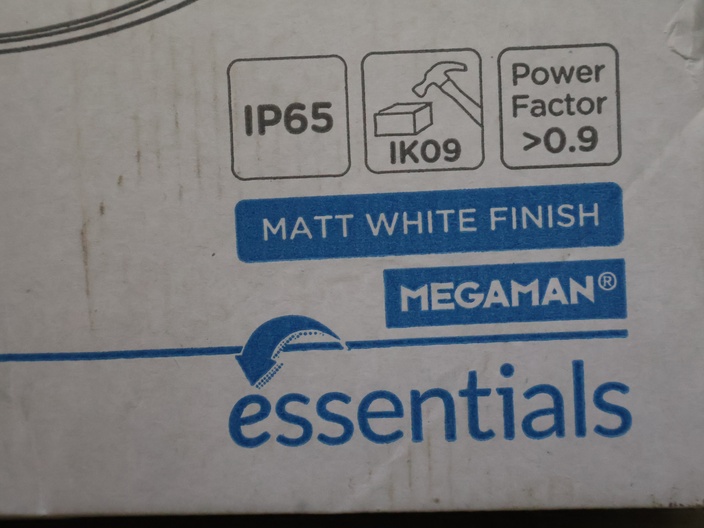 IP65
IK09
Power
Factor
>0.9
MATT WHITE FINISH
MEGAMAN®
essentials